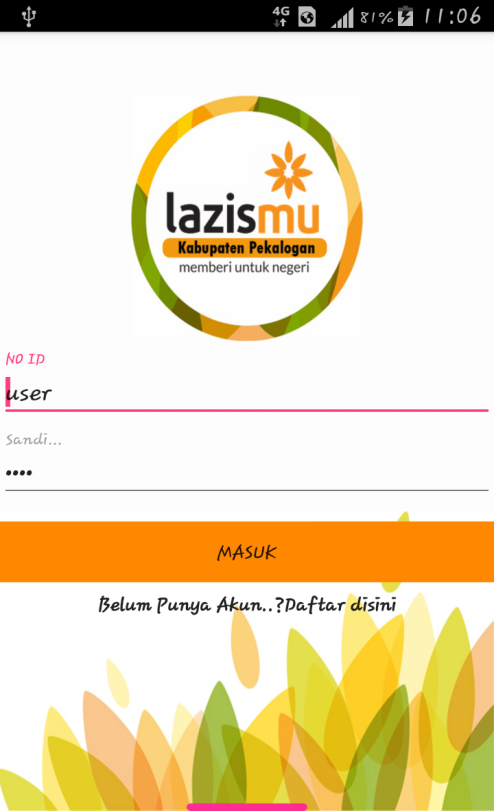 4G 81% 11:06
lazismu
Kabupaten Pekalogan
memberi untuk negeri
NO ID
user
Sandi...
••••
MASUK
Belum Punya Akun..?Daftar disini